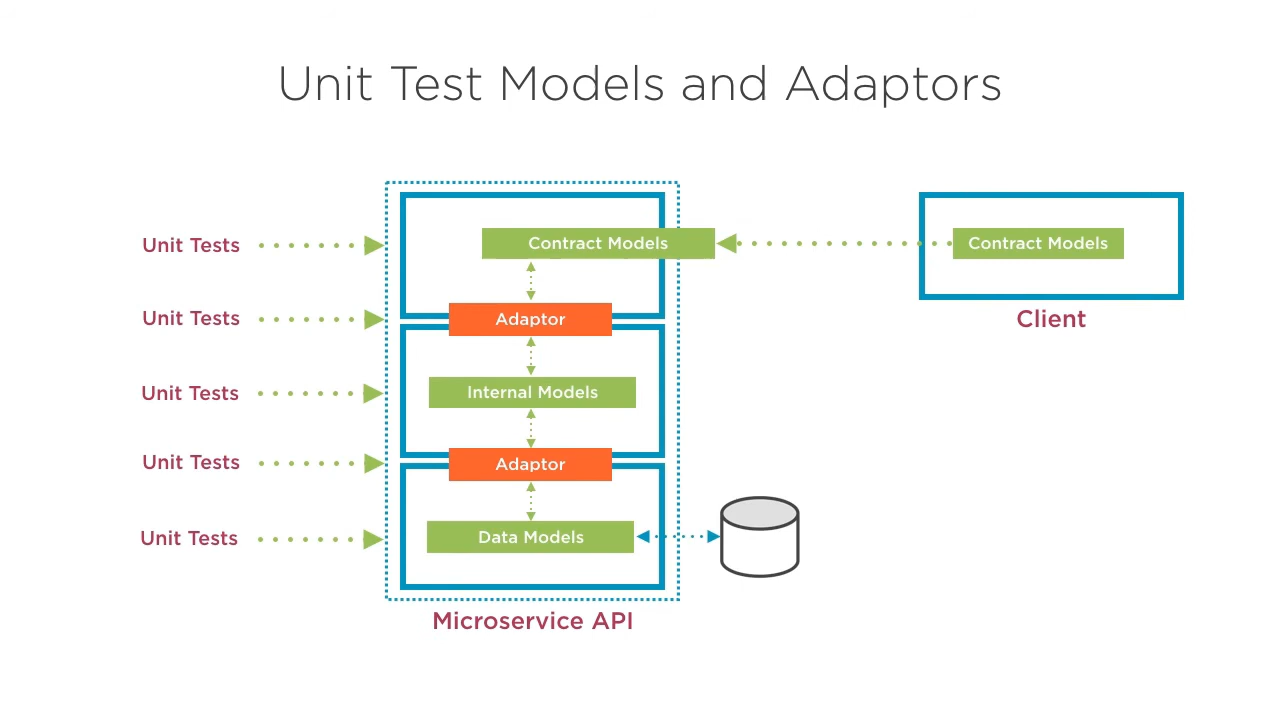 Unit Test Models and Adaptors
Unit Tests
Contract Models
Contract Models
Unit Tests
Adaptor
Client
Unit Tests
Internal Models
Unit Tests
Adaptor
Unit Tests
Data Models
Microservice API